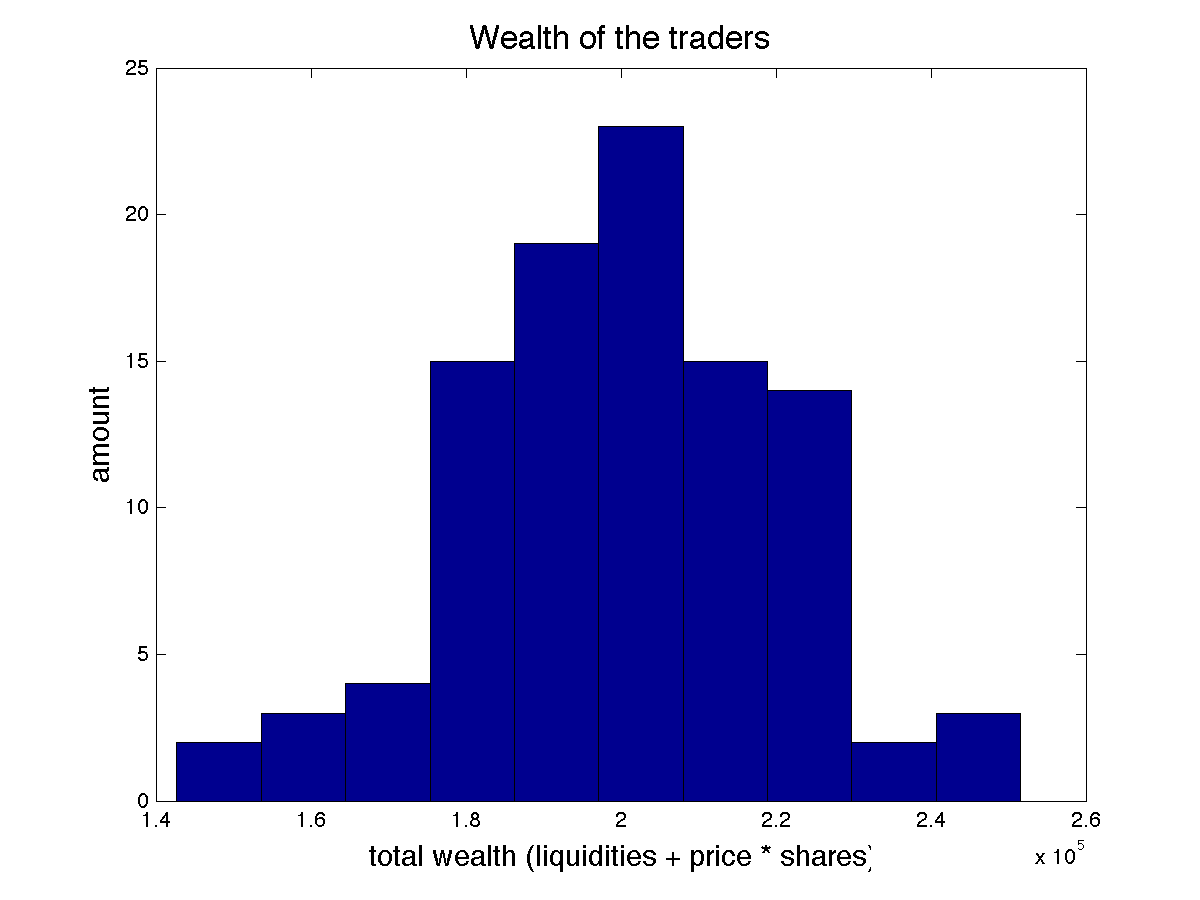 Wealth of the traders
25
20
15
10
5
0
amount
1.4 1.6 1.8 2 2.2 2.4 2.6
x 10^5
total wealth (liquidities + price * shares)